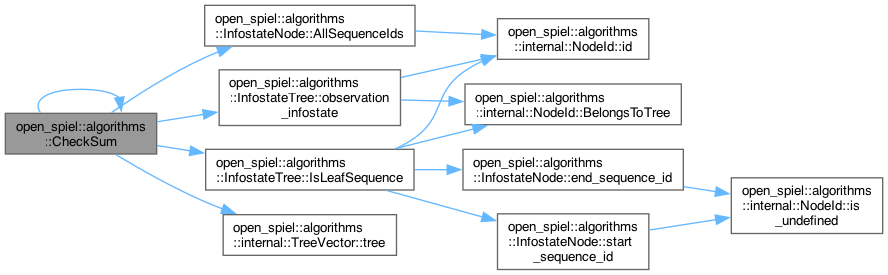 open_spiel::algorithms
::CheckSum
open_spiel::algorithms
::InfostateNode::AllSequenceIds
open_spiel::algorithms
::InfostateTree::observation
_infostate
open_spiel::algorithms
::InfostateTree::IsLeafSequence
open_spiel::algorithms
::internal::TreeVector::tree
open_spiel::algorithms
::internal::NodeId::id
open_spiel::algorithms
::internal::NodeId::BelongsToTree
open_spiel::algorithms
::InfostateNode::end_sequence_id
open_spiel::algorithms
::InfostateNode::start
_sequence_id
open_spiel::algorithms
::internal::NodeId::is
_undefined